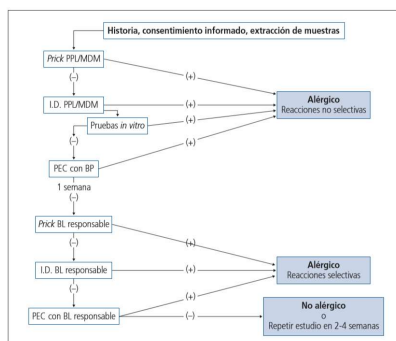 Historia, consentimiento informado, extracción de muestras
Prick PPL/MDM
(+)
(–)
Alérgico
Reacciones no selectivas
I.D. PPL/MDM
(+)
Pruebas in vitro
(+)
(–)
PEC con BP
(+)
1 semana
(–)
Prick BL responsable
(+)
(–)
Alérgico
Reacciones selectivas
I.D. BL responsable
(+)
(–)
(+)
No alérgico
o
Repetir estudio en 2-4 semanas
PEC con BL responsable
(–)